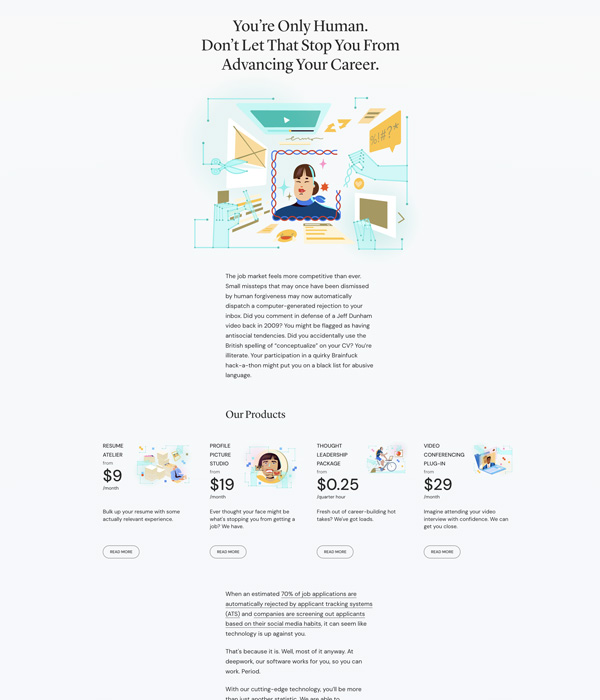 You’re Only Human.
Don’t Let That Stop You From
Advancing Your Career.
%!#?*
The job market feels more competitive than ever.
Small missteps that may once have been dismissed
by human forgiveness may now automatically
dispatch a computer-generated rejection to your
inbox. Did you comment in defense of a Jeff Dunham
video back in 2009? You might be flagged as having
antisocial tendencies. Did you accidentally use the
British spelling of “conceptualize” on your CV? You’re
illiterate. Your participation in a quirky Brainfuck
hack-a-thon might put you on a black list for abusive
language.
Our Products
RESUME
ATELIER
from
$9
/month
Bulk up your resume with some
actually relevant experience.
READ MORE
PROFILE
PICTURE
STUDIO
from
$19
/month
Ever thought your face might be
what’s stopping you from getting a
job? We have.
READ MORE
THOUGHT
LEADERSHIP
PACKAGE
from
$0.25
/quarter hour
Fresh out of career-building hot
takes? We’ve got loads.
READ MORE
VIDEO
CONFERENCING
PLUG-IN
from
$29
/month
Imagine attending your video
interview with confidence. We can
get you close.
READ MORE
When an estimated 70% of job applications are
automatically rejected by applicant tracking systems
(ATS) and companies are screening out applicants
based on their social media habits, it can seem like
technology is up against you.
That’s because it is. Well, most of it anyway. At
deepwork, our software works for you, so you can
work. Period.
With our cutting-edge technology, you’ll be more
than just another statistic. We are able to